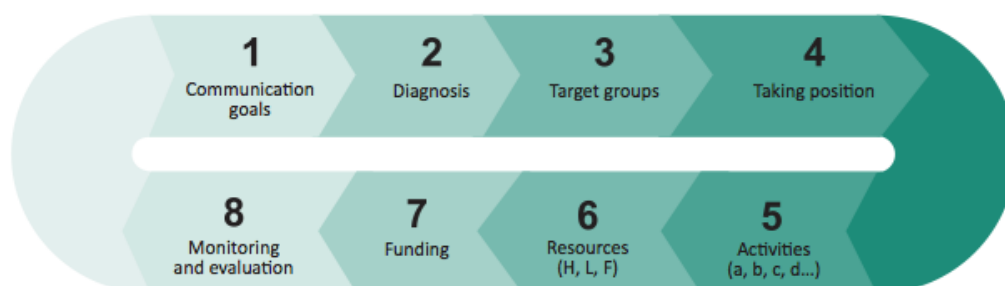 1
Communication
goals
2
Diagnosis
3
Target groups
4
Taking position
5
Activities
(a, b, c, d...)
6
Resources
(H, L, F)
7
Funding
8
Monitoring
and evaluation